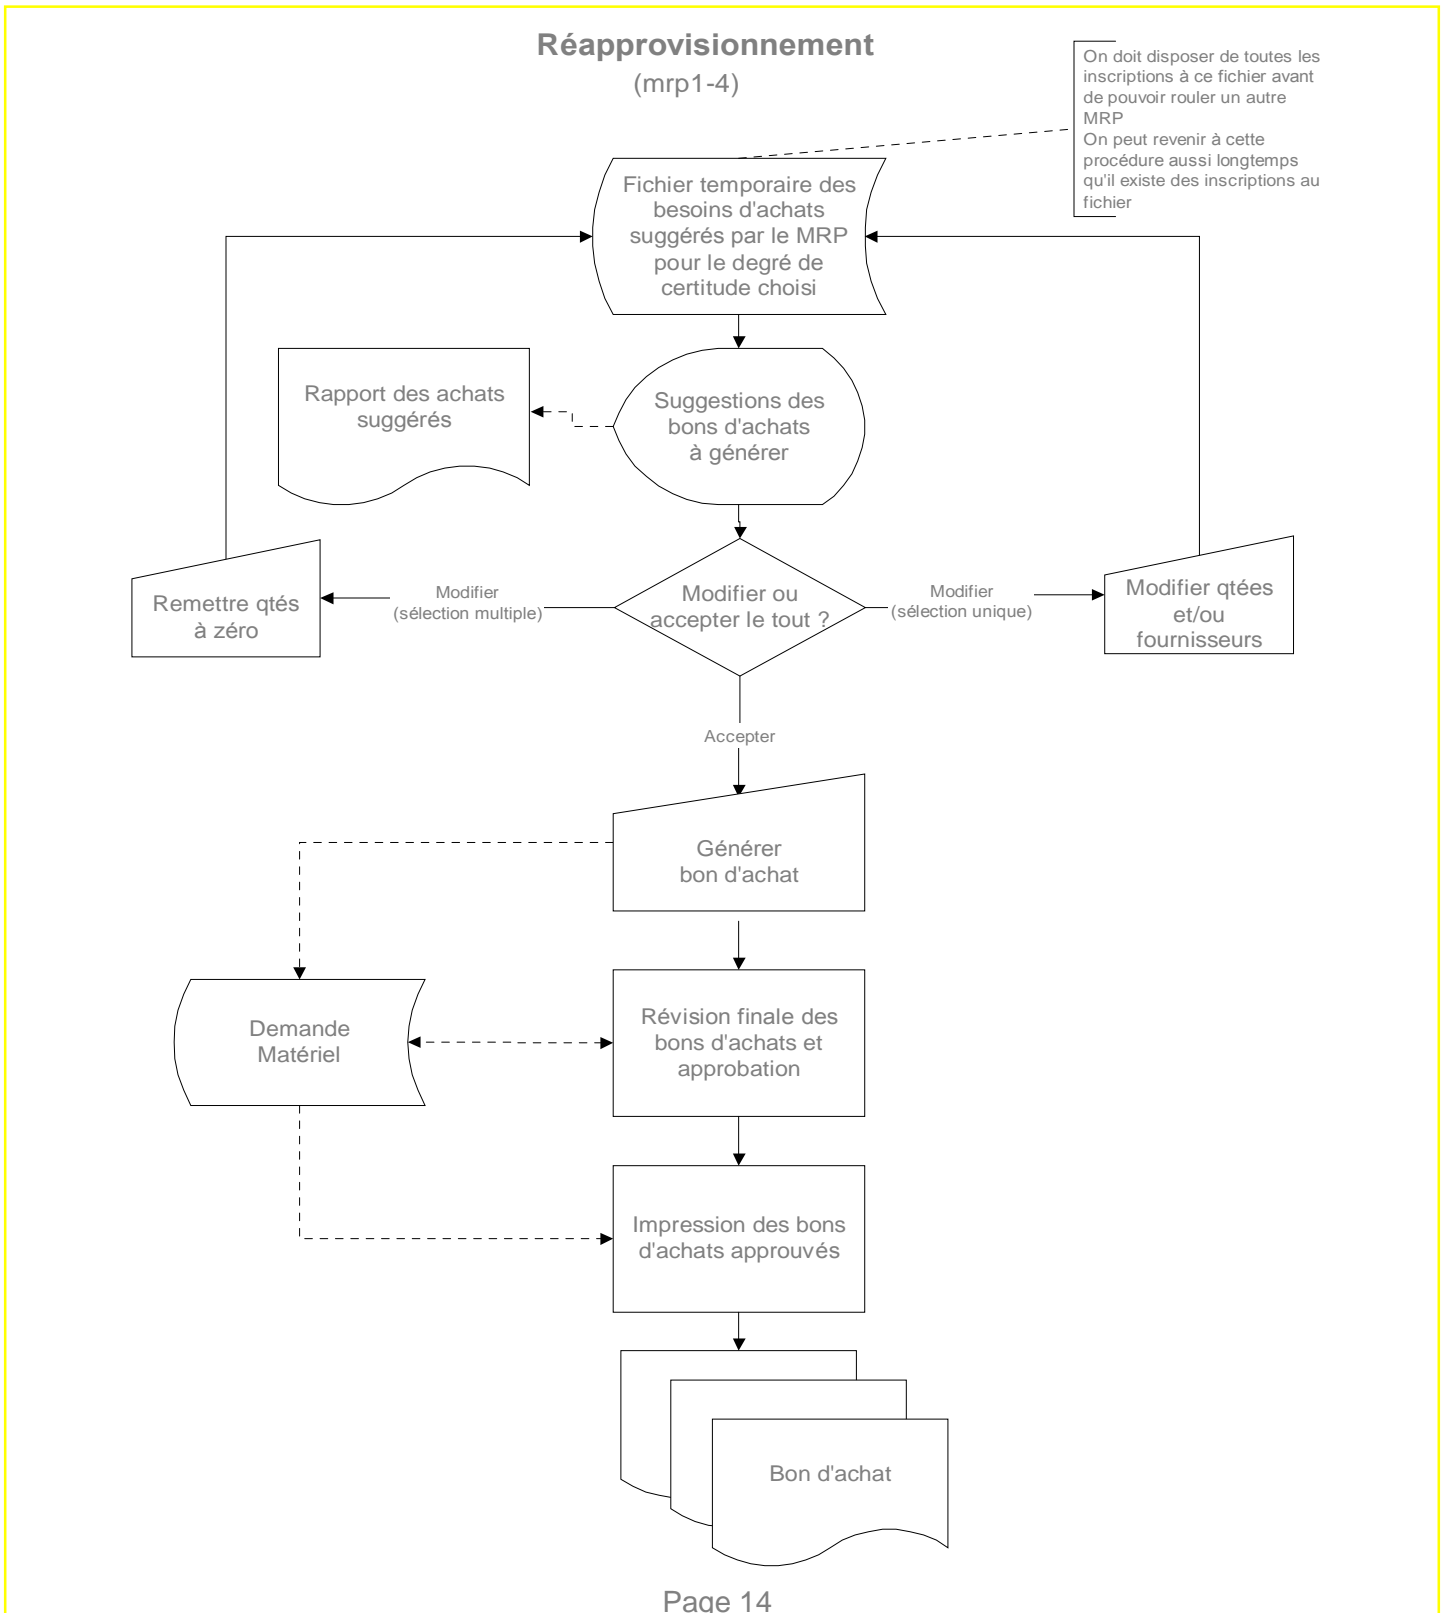 Réapprovisionnement
(mrp1-4)
On doit disposer de toutes les
inscriptions à ce fichier avant
de pouvoir rouler un autre
MRP
On peut revenir à cette
procédure aussi longtemps
qu'il existe des inscriptions au
fichier
Fichier temporaire des
besoins d'achats
suggérés par le MRP
pour le degré de
certitude choisi
Rapport des achats
suggérés
Suggestions des
bons d'achats
à générer
Remettre qtés
à zéro
Modifier
(sélection multiple)
Modifier ou
accepter le tout ?
Modifier
(sélection unique)
Modifier qtées
et/ou
fournisseurs
Accepter
Générer
bon d'achat
Demande
Matériel
Révision finale des
bons d'achats et
approbation
Impression des bons
d'achats approuvés
Bon d'achat
Page 14